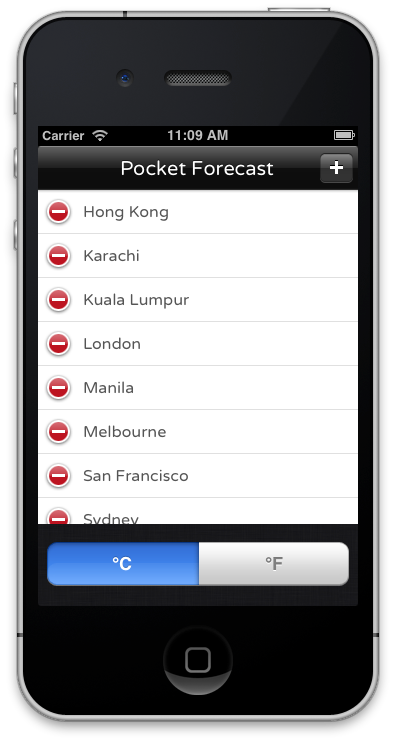 Carrier 11:09 AM
Pocket Forecast +
Hong Kong
Karachi
Kuala Lumpur
London
Manila
Melbourne
San Francisco
Sydney
°C °F